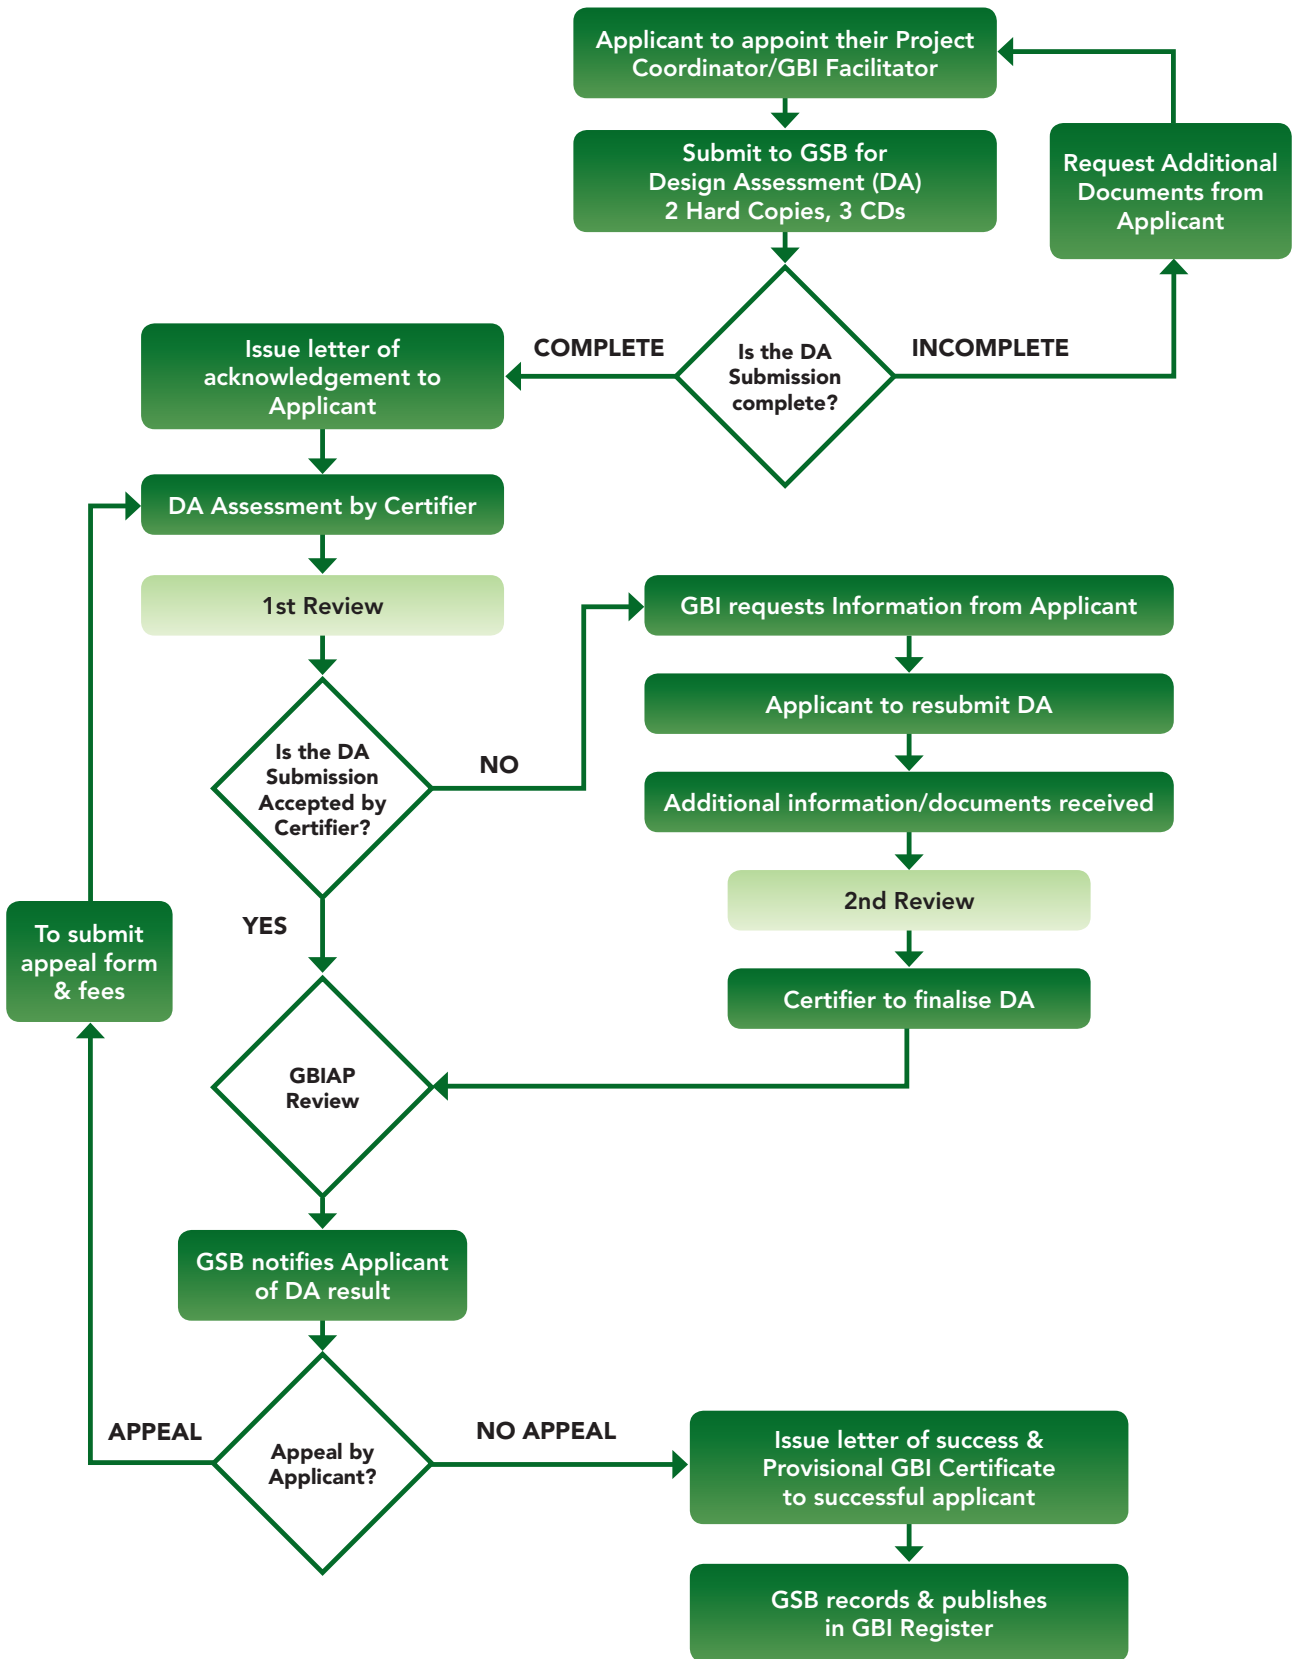 Applicant to appoint their Project
Coordinator/GBI Facilitator
Submit to GSB for
Design Assessment (DA)
2 Hard Copies, 3 CDs
Request Additional
Documents from
Applicant
Is the DA
Submission
complete?
COMPLETE
INCOMPLETE
Issue letter of
acknowledgement to
Applicant
DA Assessment by Certifier
1st Review
Is the DA
Submission
Accepted by
Certifier?
NO
YES
GBI requests Information from Applicant
Applicant to resubmit DA
Additional information/documents received
2nd Review
Certifier to finalise DA
To submit
appeal form
& fees
GBIAP
Review
GSB notifies Applicant
of DA result
Appeal by
Applicant?
APPEAL
NO APPEAL
Issue letter of success &
Provisional GBI Certificate
to successful applicant
GSB records & publishes
in GBI Register